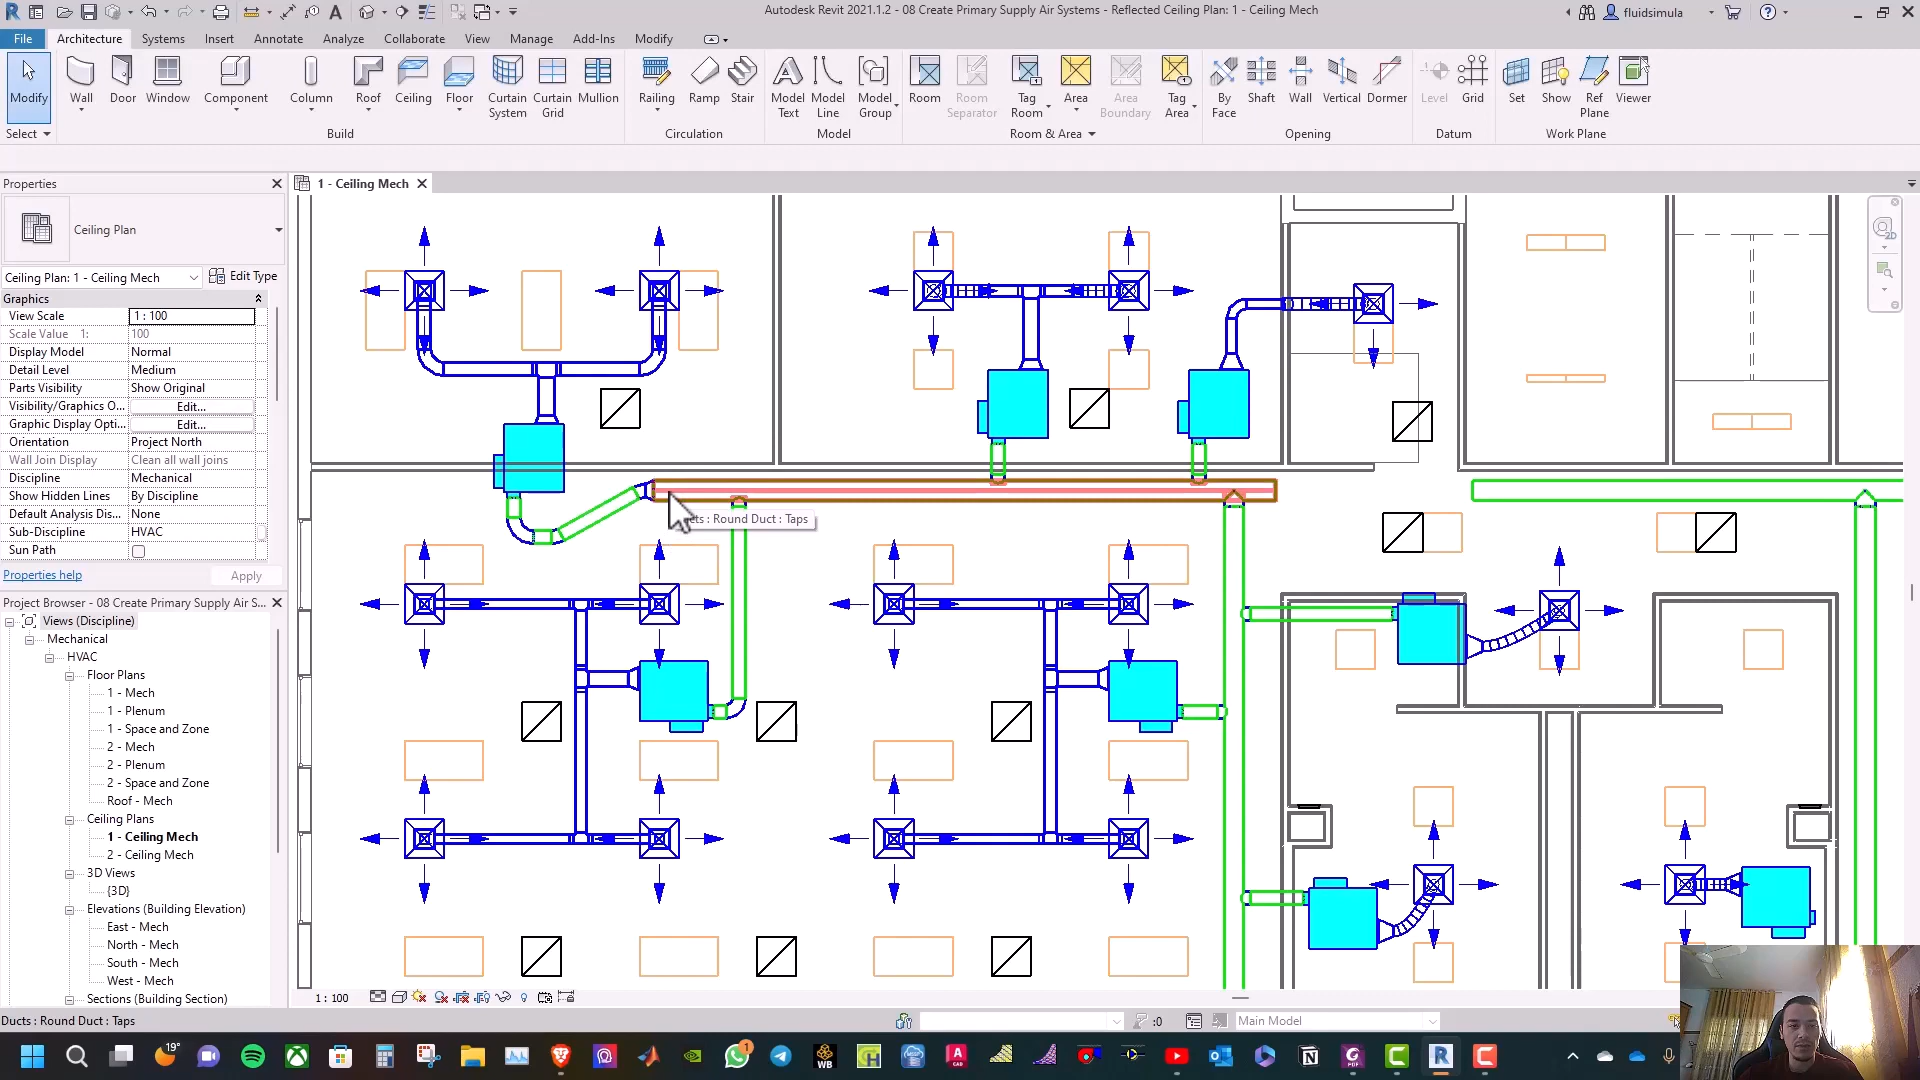 Autodesk Revit 2021.1.2 - 08 Create Primary Supply Air Systems - Reflected Ceiling Plan: 1 - Ceiling Mech
fluidsimula
File Architecture Systems Insert Annotate Analyze Collaborate View Manage Add-Ins Modify
Modify Wall Door Window Component Column Roof Ceiling Floor Curtain System Curtain Grid Mullion Railing Ramp Stair Model Text Model Line Model Group Room Room Separator Tag Room Area Area Boundary Tag Area By Face Shaft Wall Vertical Dormer Level Grid Set Show Ref Plane Viewer
Select Build Circulation Model Room & Area Opening Datum Work Plane
Properties
1 - Ceiling Mech
Ceiling Plan
Ceiling Plan: 1 - Ceiling Mech Edit Type
Graphics
View Scale 1 : 100
Scale Value 1: 100
Display Model Normal
Detail Level Medium
Parts Visibility Show Original
Visibility/Graphics O... Edit...
Graphic Display Opti... Edit...
Orientation Project North
Wall Join Display Clean all wall joins
Discipline Mechanical
Show Hidden Lines By Discipline
Default Analysis Dis... None
Sub-Discipline HVAC
Sun Path
Properties help Apply
: Round Duct : Taps
Project Browser - 08 Create Primary Supply Air S...
Views (Discipline)
Mechanical
HVAC
Floor Plans
1 - Mech
1 - Plenum
1 - Space and Zone
2 - Mech
2 - Plenum
2 - Space and Zone
Roof - Mech
Ceiling Plans
1 - Ceiling Mech
2 - Ceiling Mech
3D Views
{3D}
Elevations (Building Elevation)
East - Mech
North - Mech
South - Mech
West - Mech
Sections (Building Section)
1 : 100
Ducts : Round Duct : Taps
:0
Main Model
19°
1
WB